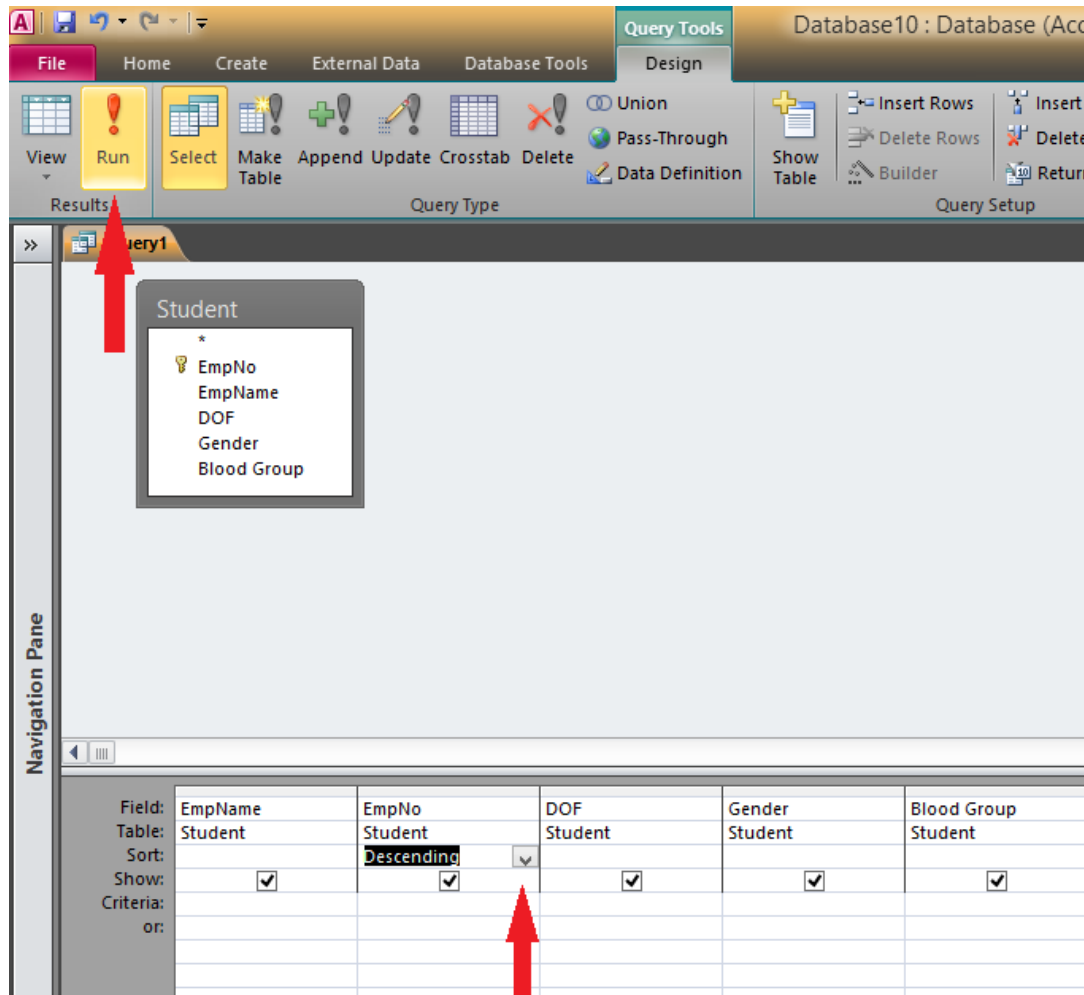 A
Query Tools
Database10 : Database (Acc
File Home Create External Data Database Tools Design
View
Run
Select
Make Table
Append
Update
Crosstab
Delete
Union
Pass-Through
Data Definition
Show Table
Insert Rows
Delete Rows
Builder
Insert
Delete
Return
Results
Query Type
Query Setup
»
Query1
Student
*
EmpNo
EmpName
DOF
Gender
Blood Group
Navigation Pane
Field: EmpName EmpNo DOF Gender Blood Group
Table: Student Student Student Student Student
Sort: Descending
Show:
Criteria:
or: